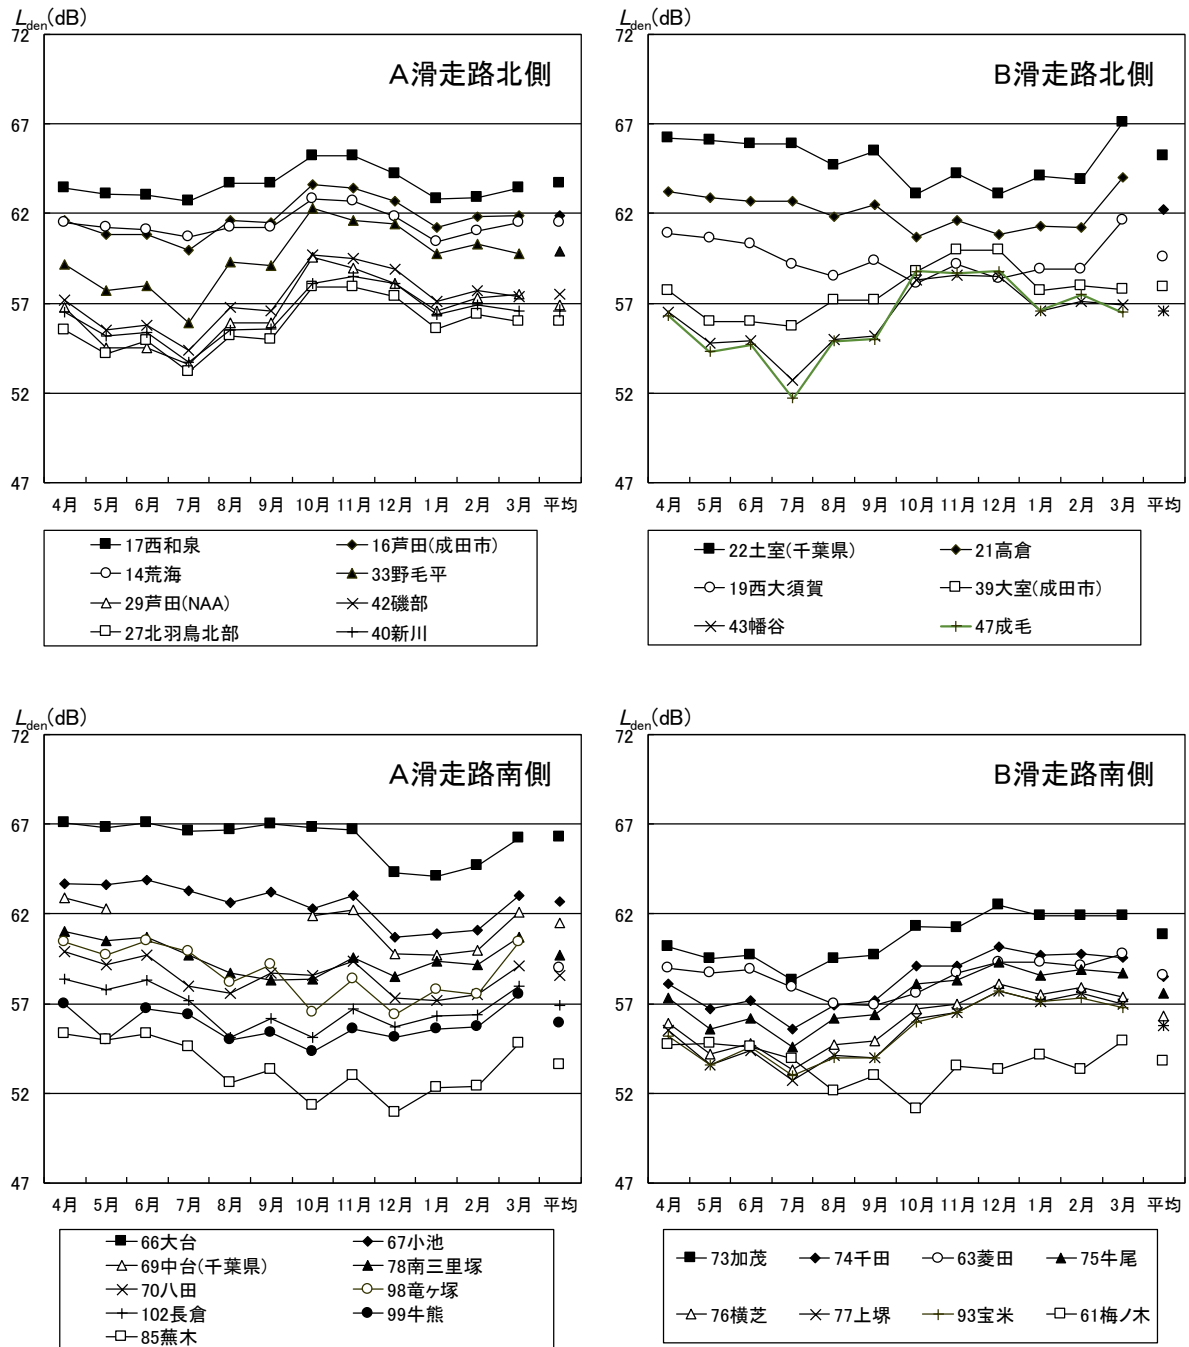 Lden(dB)
A滑走路北側
72
67
62
57
52
47
4月 5月 6月 7月 8月 9月 10月 11月 12月 1月 2月 3月 平均
17西和泉 16芦田(成田市)
14荒海 33野毛平
29芦田(NAA) 42磯部
27北羽鳥北部 40新川
Lden(dB)
B滑走路北側
72
67
62
57
52
47
4月 5月 6月 7月 8月 9月 10月 11月 12月 1月 2月 3月 平均
22土室(千葉県) 21高倉
19西大須賀 39大室(成田市)
43幡谷 47成毛
Lden(dB)
A滑走路南側
72
67
62
57
52
47
4月 5月 6月 7月 8月 9月 10月 11月 12月 1月 2月 3月 平均
66大台 67小池
69中台(千葉県) 78南三里塚
70八田 98竜ヶ塚
102長倉 99牛熊
85蕪木
Lden(dB)
B滑走路南側
72
67
62
57
52
47
4月 5月 6月 7月 8月 9月 10月 11月 12月 1月 2月 3月 平均
73加茂 74千田 63菱田 75牛尾
76横芝 77上堺 93宝米 61梅ノ木